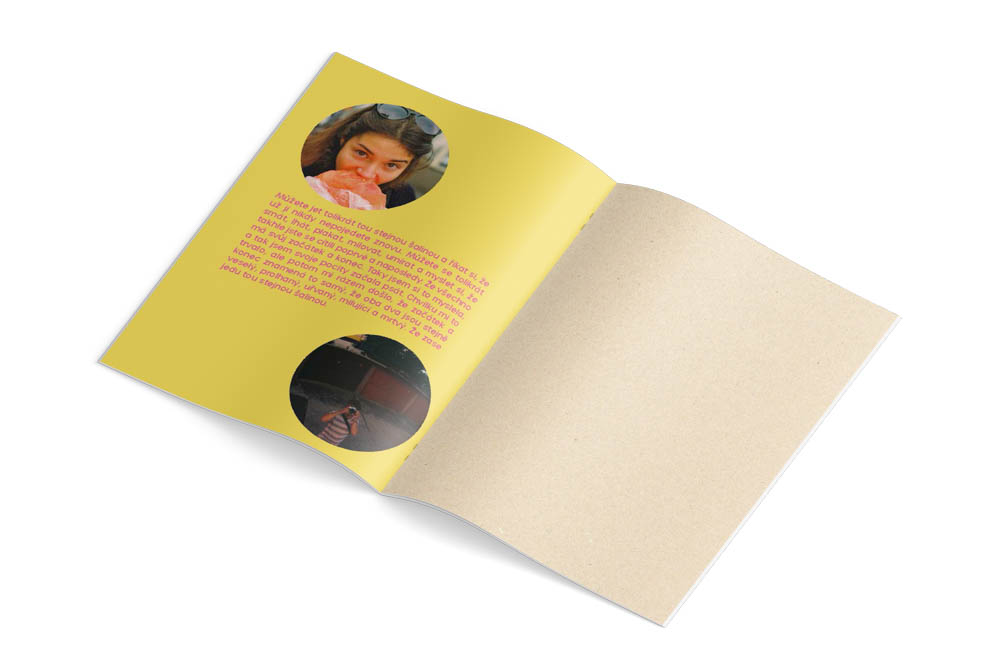 Můžete jet tolikrát tou stejnou šalinou a říkat si, že
už jí nikdy nepojedete znovu. Můžete se tolikrát
smát, lhát, plakat, milovat, umírat a myslet si, že
takhle jste se cítili poprvé a naposledy. Že všechno
má svůj začátek a konec. Taky jsem si to myslela,
a tak jsem svoje pocity začala psát. Chvilku mi to
trvalo, ale potom mi rázem došlo, že začátek a
konec znamená to samý, že oba dva jsou stejně
veselý, prolhaný, uřvaný, milující a mrtvý. Že zase
jedu tou stejnou šalinou.